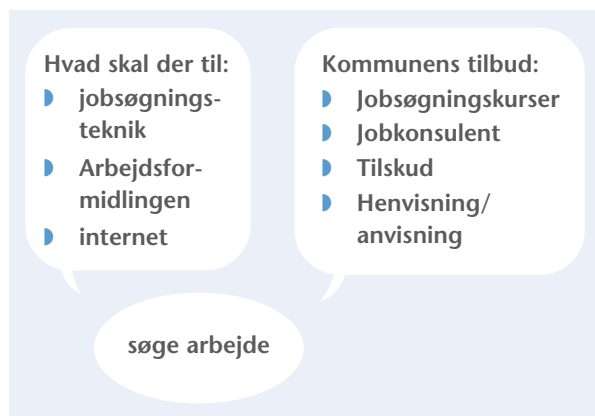 Hvad skal der til:
jobsøgnings-
teknik
Arbejdsfor-
midlingen
internet
Kommunens tilbud:
Jobsøgningskurser
Jobkonsulent
Tilskud
Henvisning/
anvisning
søge arbejde